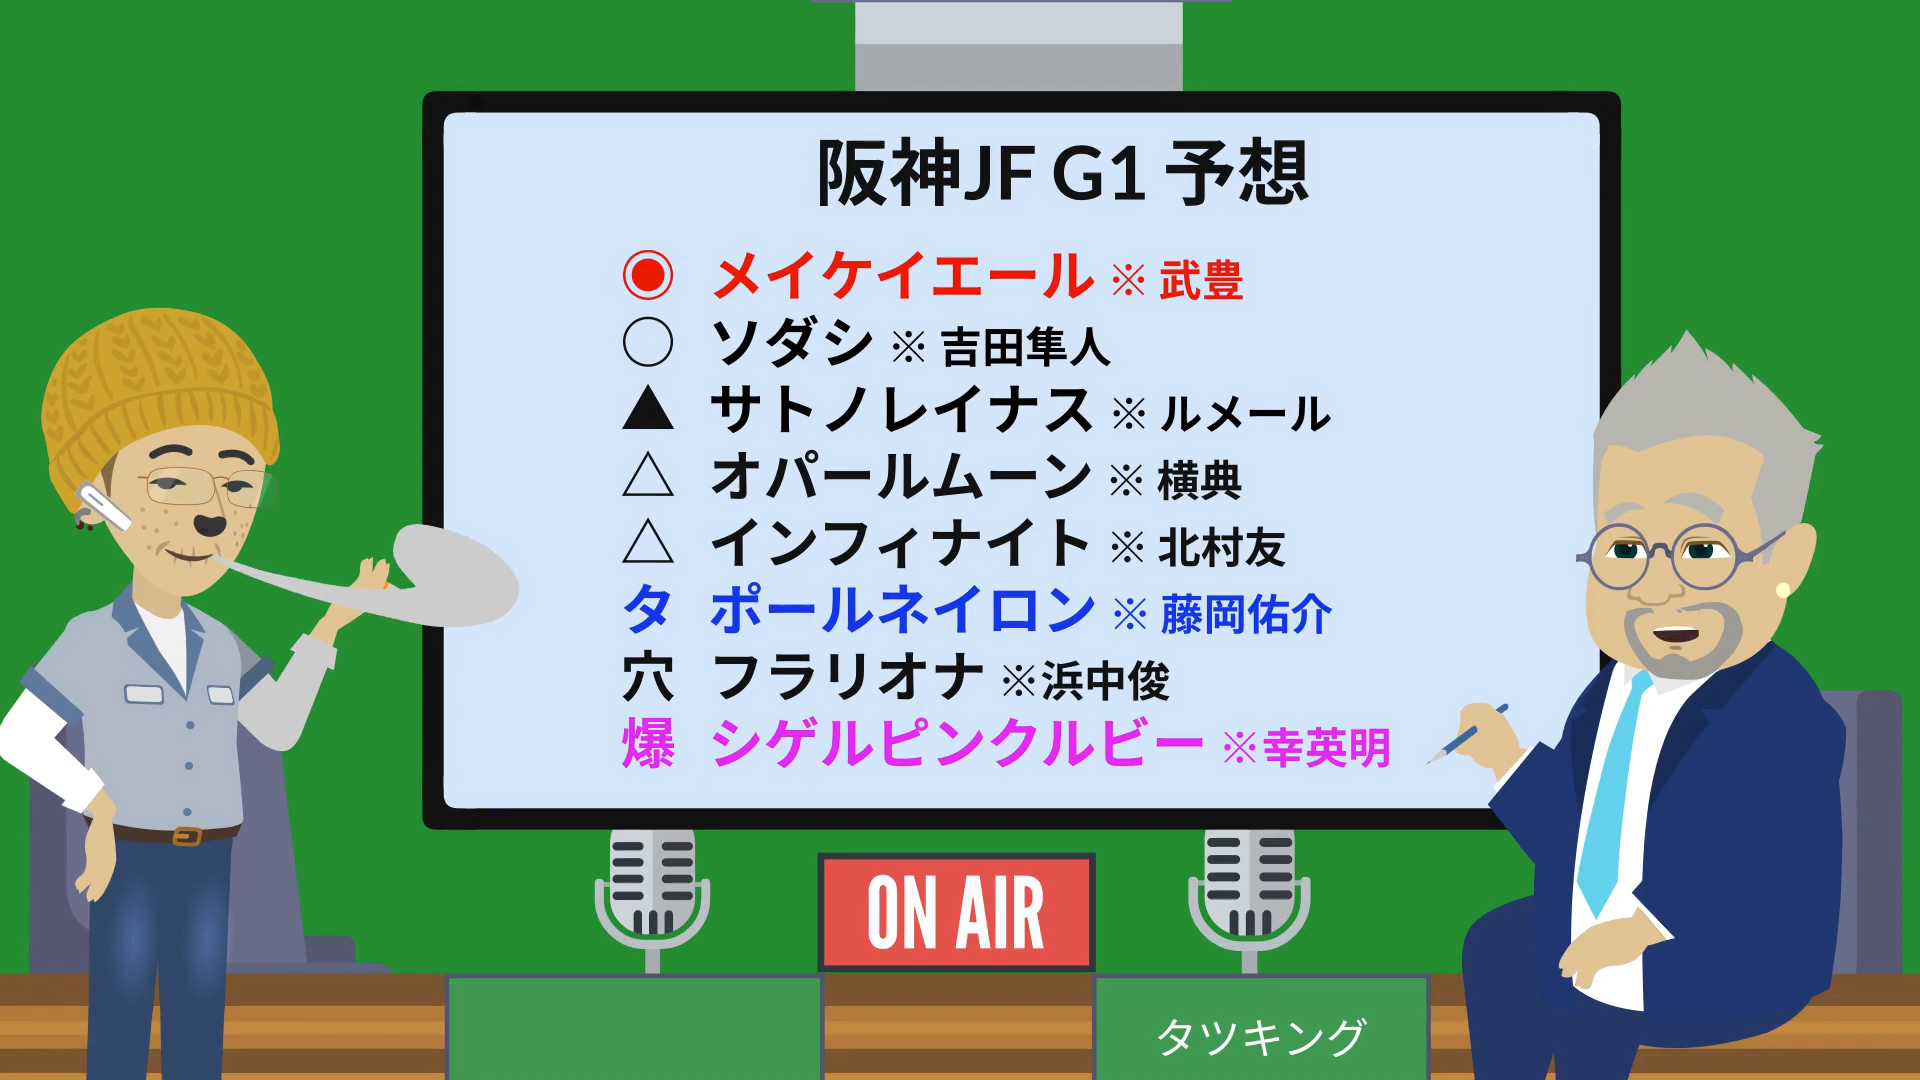 阪神JF G1 予想
◉ メイケイエール ※ 武豊
○ ソダシ ※ 吉田隼人
▲ サトノレイナス ※ ルメール
△ オパールムーン ※ 横典
△ インフィナイト ※ 北村友
タ ポールネイロン ※ 藤岡佑介
穴 フラリオナ ※浜中俊
爆 シゲルピンクルビー ※幸英明
ON AIR
タツキング